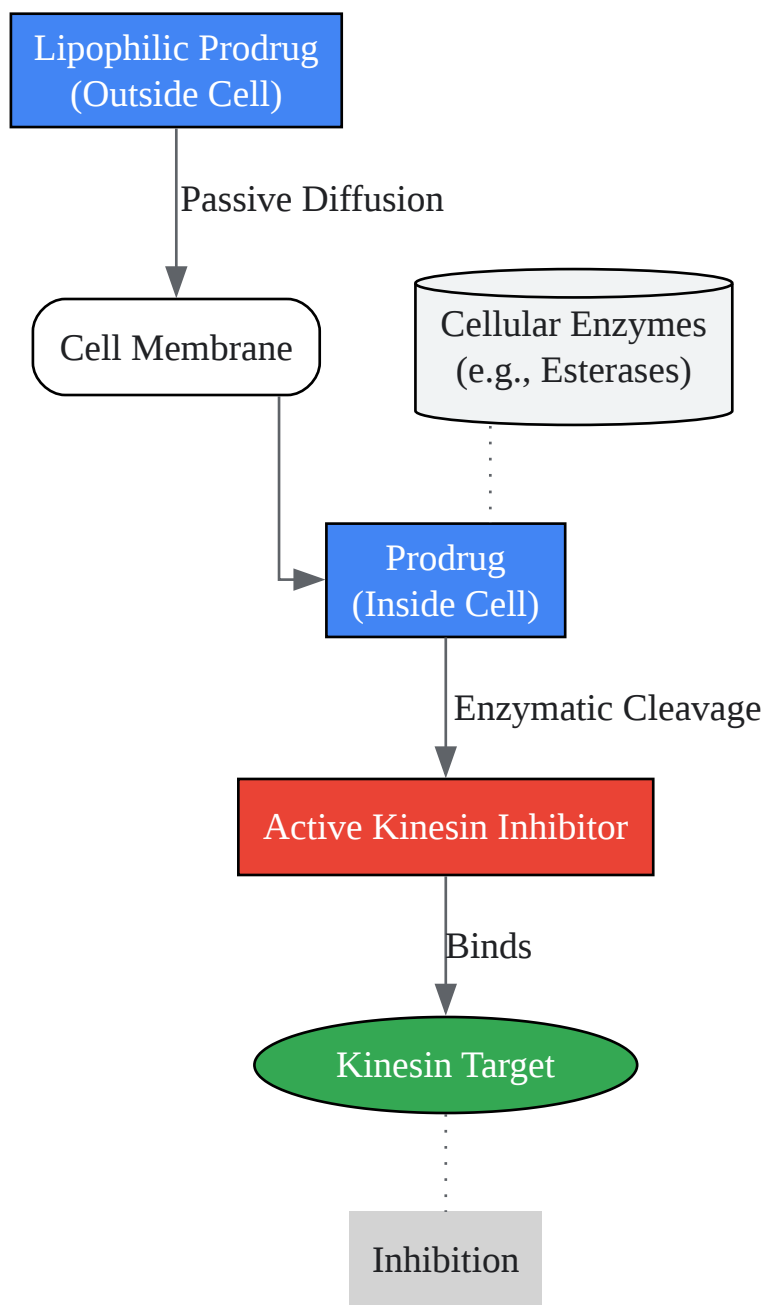 Lipophilic Prodrug
(Outside Cell)
Passive Diffusion
Cell Membrane
Cellular Enzymes
(e.g., Esterases)
Prodrug
(Inside Cell)
Enzymatic Cleavage
Active Kinesin Inhibitor
Binds
Kinesin Target
Inhibition